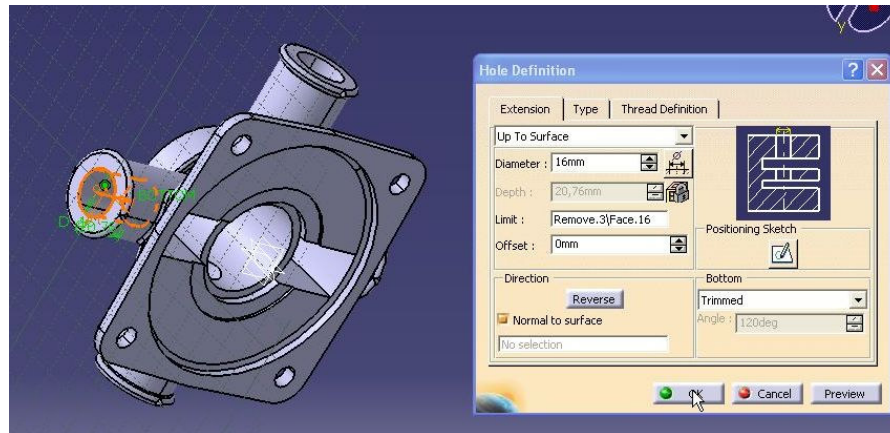 y
Hole Definition
Extension
Type
Thread Definition
Up To Surface
Diameter : 16mm
Depth : 20,76mm
Limit : Remove.3\Face.16
Offset : 0mm
Positioning Sketch
Direction
Reverse
Normal to surface
No selection
Bottom
Trimmed
Angle : 120deg
OK
Cancel
Preview